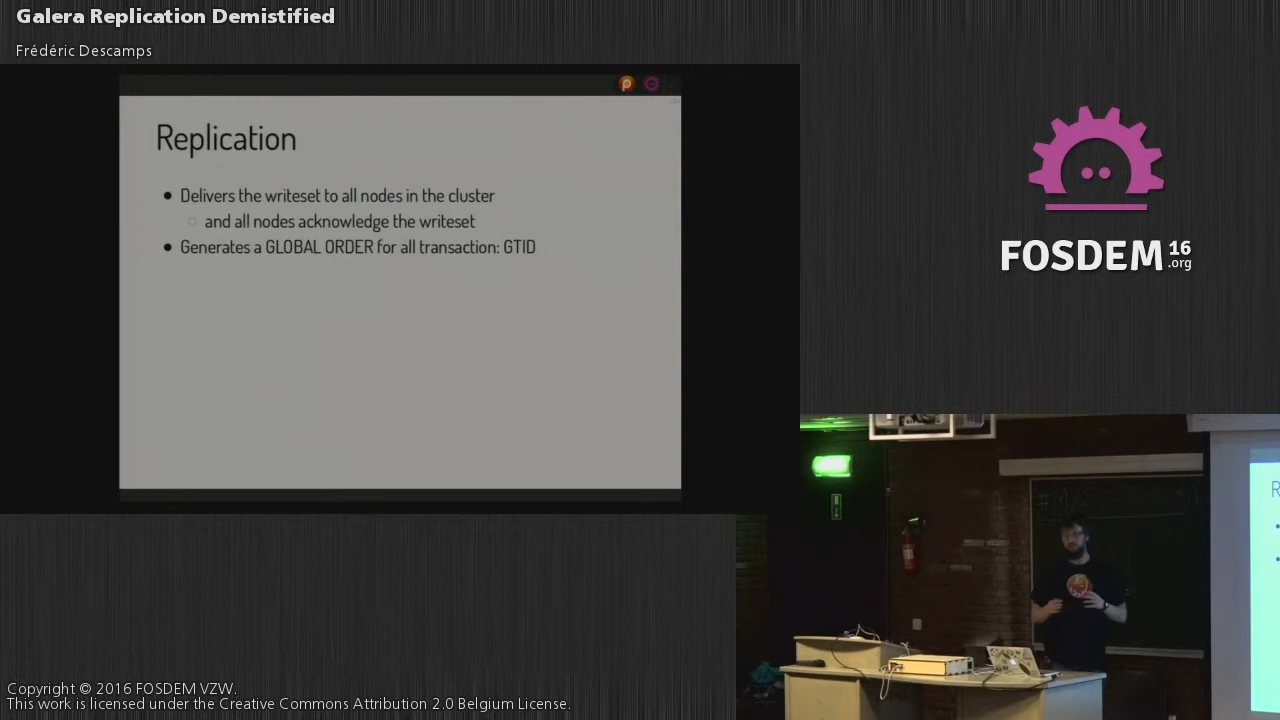 Galera Replication Demistified
Frédéric Descamps
Replication
Delivers the writeset to all nodes in the cluster
and all nodes acknowledge the writeset
Generates a GLOBAL ORDER for all transaction: GTID
FOSDEM 16
.org
Copyright © 2016 FOSDEM VZW.
This work is licensed under the Creative Commons Attribution 2.0 Belgium License.